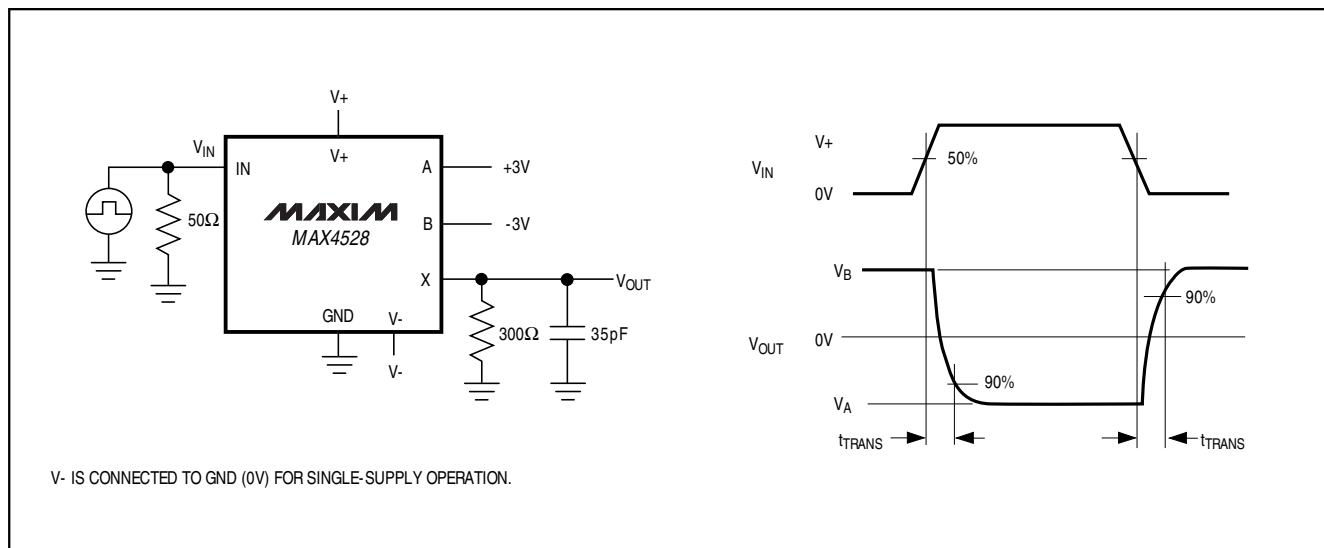 V+
VIN
IN
V+
A
+3V
50Ω
MAXIM
MAX4528
B
-3V
X
VOUT
GND
V-
V-
300Ω
35pF
V- IS CONNECTED TO GND (0V) FOR SINGLE-SUPPLY OPERATION.
V+
VIN
50%
0V
VB
90%
VOUT
0V
90%
VA
tTRANS
tTRANS